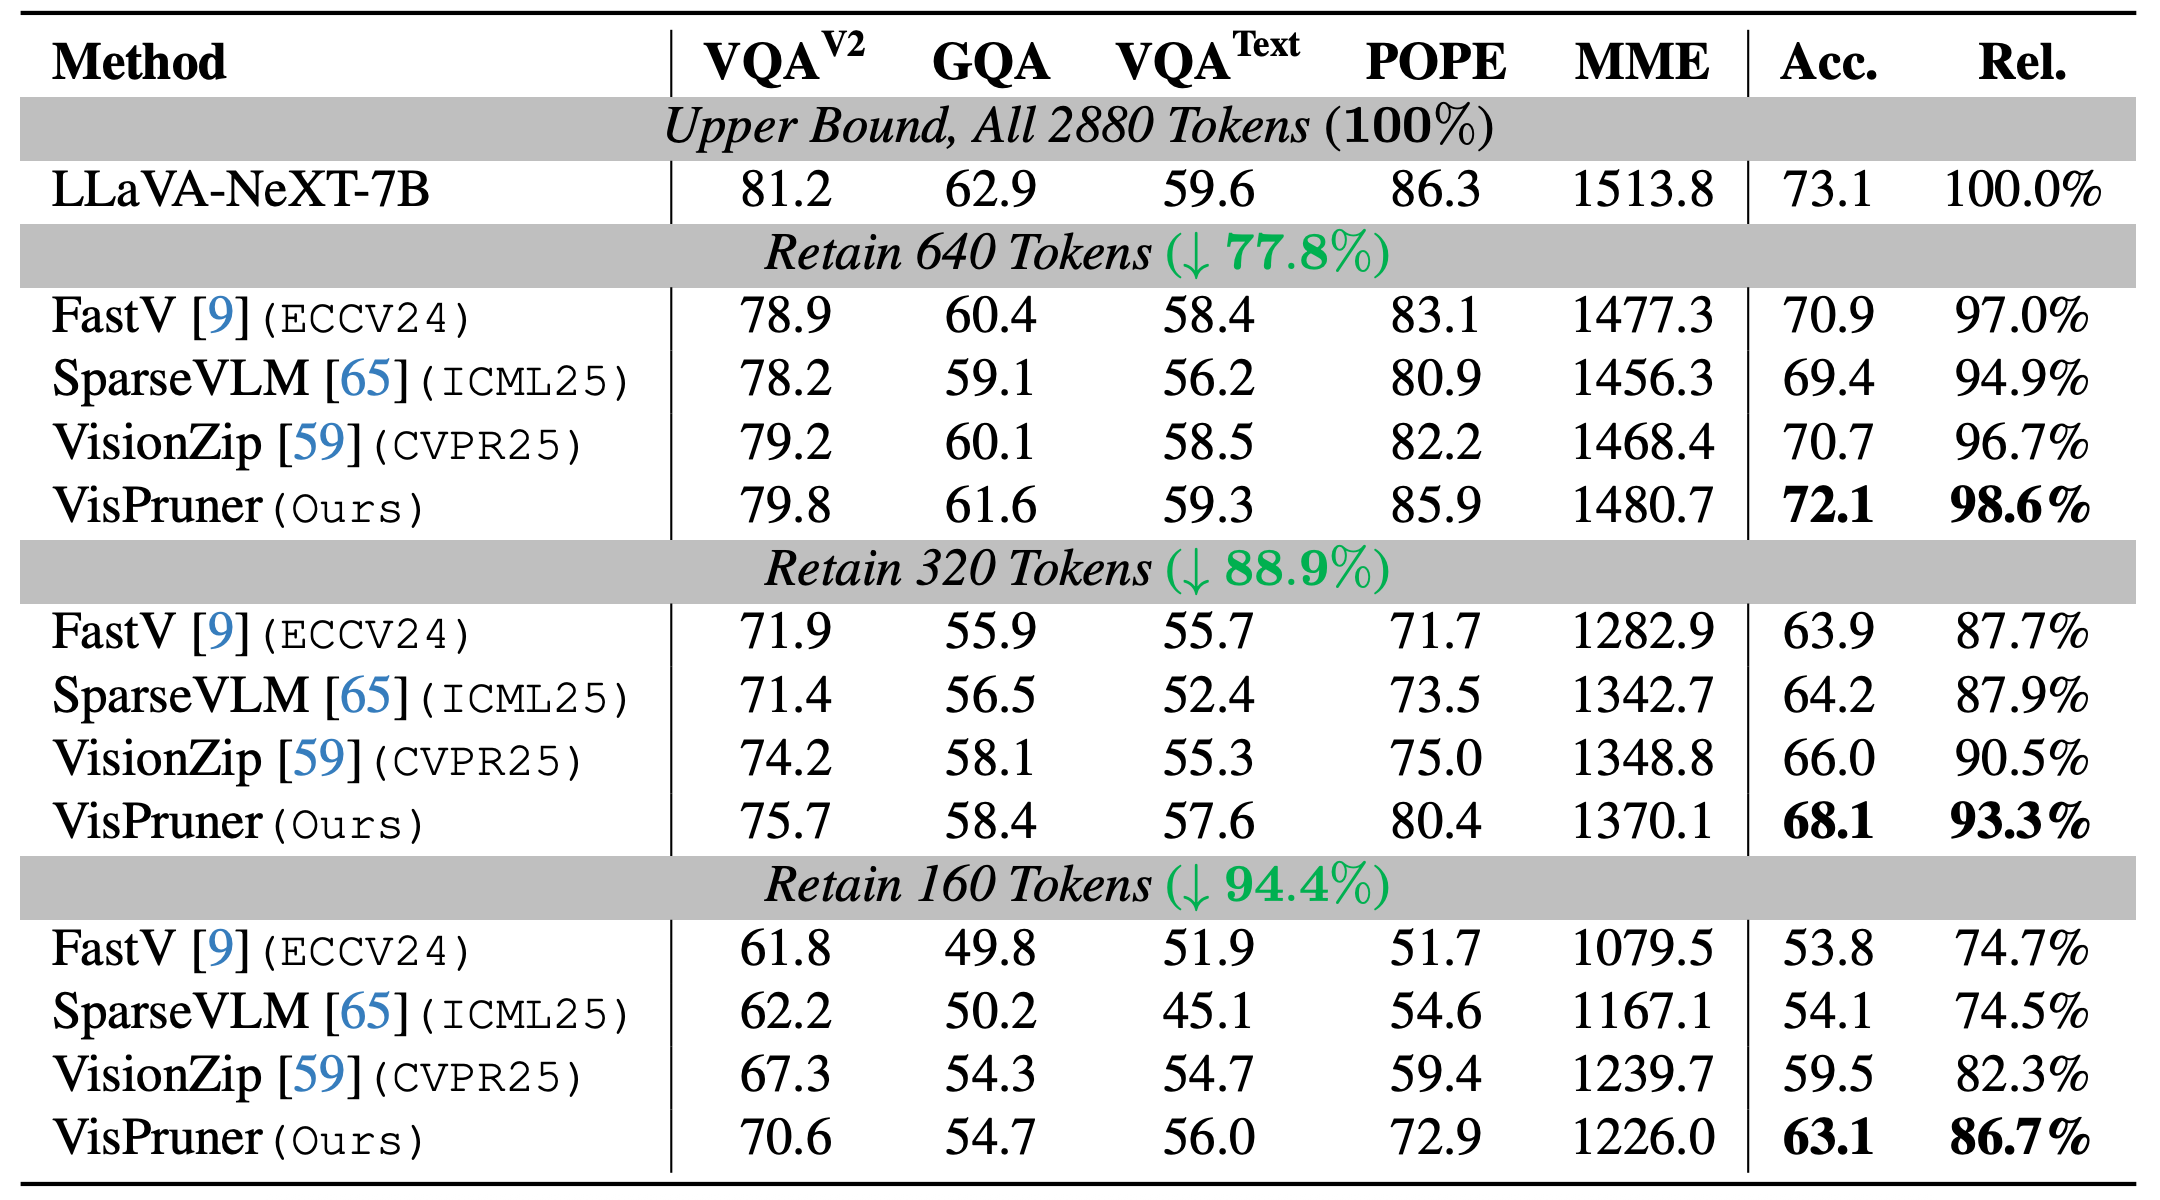 Method VQA^V2 GQA VQA^Text POPE MME Acc. Rel.
Upper Bound, All 2880 Tokens (100%)
LLaVA-NeXT-7B 81.2 62.9 59.6 86.3 1513.8 73.1 100.0%
Retain 640 Tokens (↓ 77.8%)
FastV [9] (ECCV24) 78.9 60.4 58.4 83.1 1477.3 70.9 97.0%
SparseVLM [65] (ICML25) 78.2 59.1 56.2 80.9 1456.3 69.4 94.9%
VisionZip [59] (CVPR25) 79.2 60.1 58.5 82.2 1468.4 70.7 96.7%
VisPruner (Ours) 79.8 61.6 59.3 85.9 1480.7 72.1 98.6%
Retain 320 Tokens (↓ 88.9%)
FastV [9] (ECCV24) 71.9 55.9 55.7 71.7 1282.9 63.9 87.7%
SparseVLM [65] (ICML25) 71.4 56.5 52.4 73.5 1342.7 64.2 87.9%
VisionZip [59] (CVPR25) 74.2 58.1 55.3 75.0 1348.8 66.0 90.5%
VisPruner (Ours) 75.7 58.4 57.6 80.4 1370.1 68.1 93.3%
Retain 160 Tokens (↓ 94.4%)
FastV [9] (ECCV24) 61.8 49.8 51.9 51.7 1079.5 53.8 74.7%
SparseVLM [65] (ICML25) 62.2 50.2 45.1 54.6 1167.1 54.1 74.5%
VisionZip [59] (CVPR25) 67.3 54.3 54.7 59.4 1239.7 59.5 82.3%
VisPruner (Ours) 70.6 54.7 56.0 72.9 1226.0 63.1 86.7%